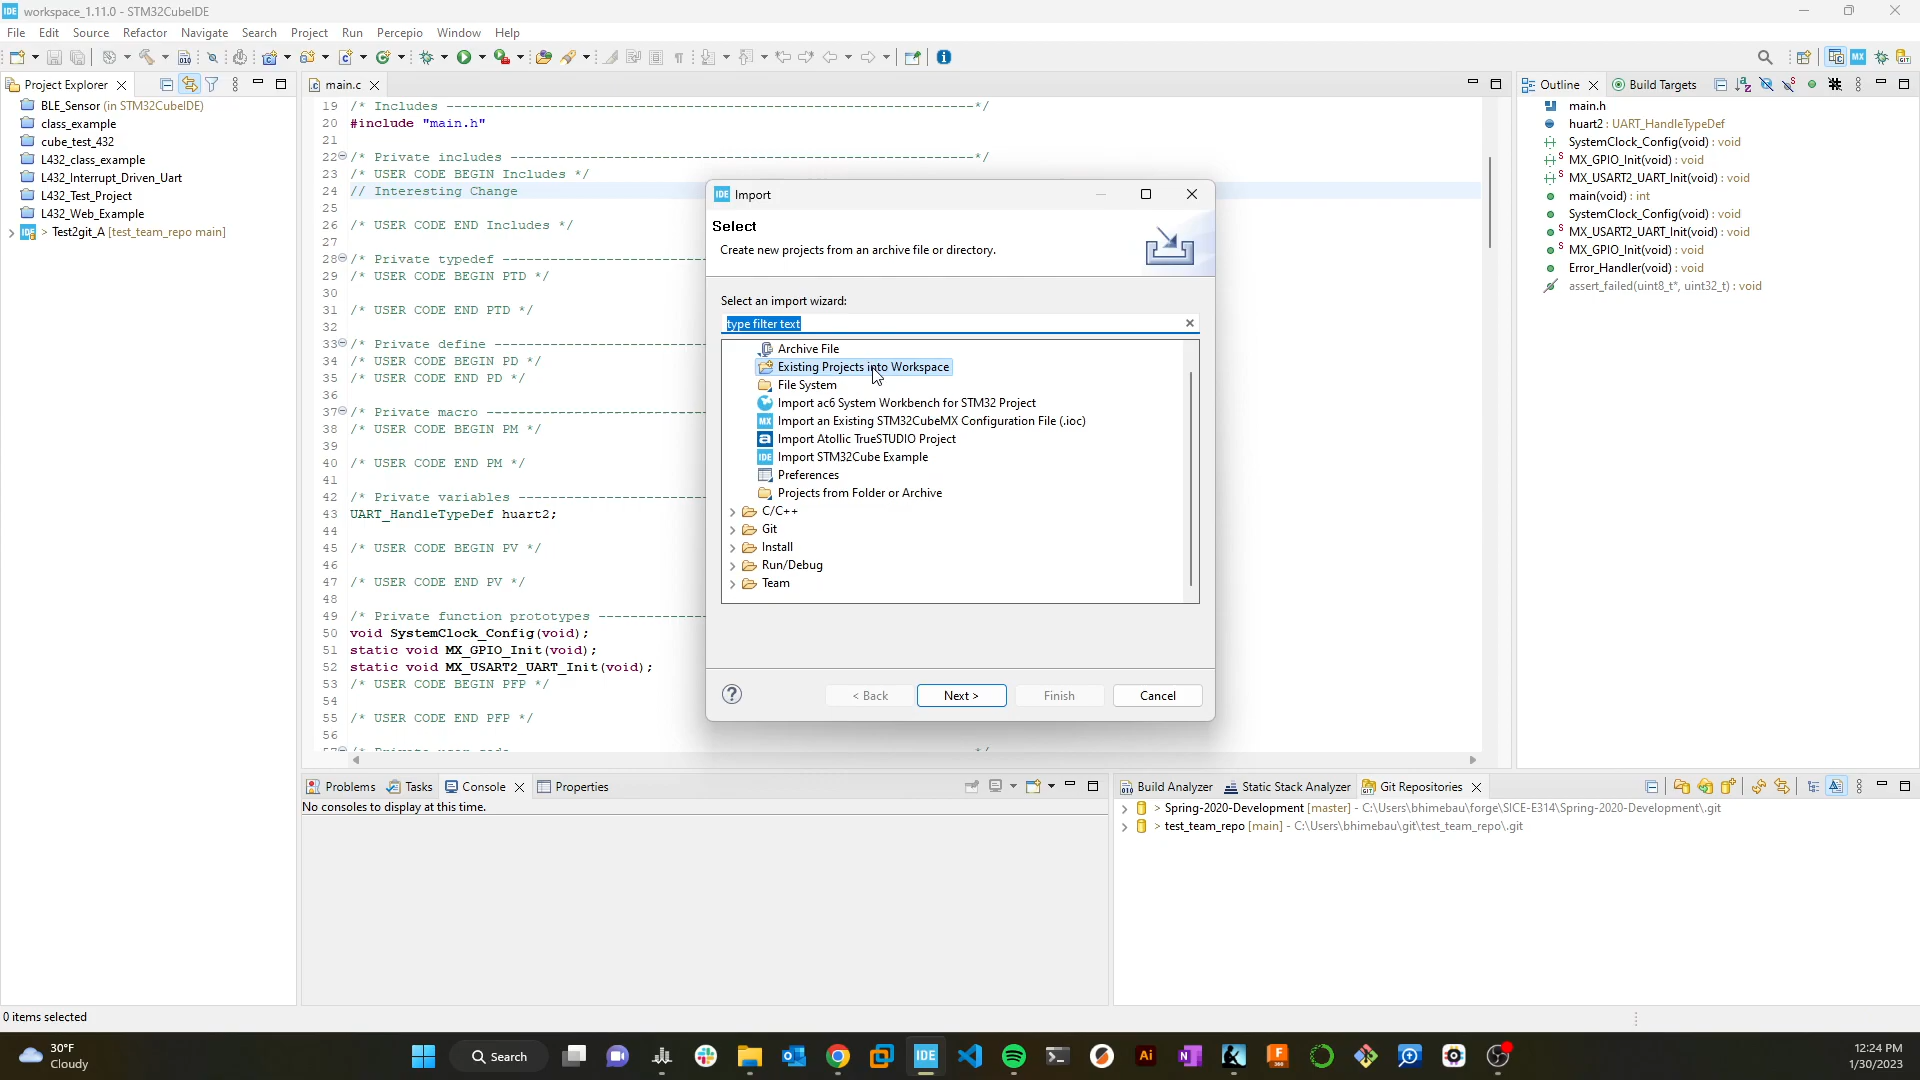 workspace_1.11.0 - STM32CubeIDE
File Edit Source Refactor Navigate Search Project Run Percepio Window Help
Project Explorer
BLE_Sensor (in STM32CubeIDE)
class_example
cube_test_432
L432_class_example
L432_Interrupt_Driven_Uart
L432_Test_Project
L432_Web_Example
> Test2git_A [test_team_repo main]
main.c
19 /* Includes ------------------------------------------------------------------*/
20 #include "main.h"
21
22 /* Private includes ----------------------------------------------------------*/
23 /* USER CODE BEGIN Includes */
24 // Interesting Change
25
26 /* USER CODE END Includes */
27
28 /* Private typedef ---------------------------
29 /* USER CODE BEGIN PTD */
30
31 /* USER CODE END PTD */
32
33 /* Private define ----------------------------
34 /* USER CODE BEGIN PD */
35 /* USER CODE END PD */
36
37 /* Private macro -----------------------------
38 /* USER CODE BEGIN PM */
39
40 /* USER CODE END PM */
41
42 /* Private variables -------------------------
43 UART_HandleTypeDef huart2;
44
45 /* USER CODE BEGIN PV */
46
47 /* USER CODE END PV */
48
49 /* Private function prototypes ---------------
50 void SystemClock_Config(void);
51 static void MX_GPIO_Init(void);
52 static void MX_USART2_UART_Init(void);
53 /* USER CODE BEGIN PFP */
54
55 /* USER CODE END PFP */
56
Import
Select
Create new projects from an archive file or directory.
Select an import wizard:
type filter text
Archive File
Existing Projects into Workspace
File System
Import ac6 System Workbench for STM32 Project
Import an Existing STM32CubeMX Configuration File (.ioc)
Import Atollic TrueSTUDIO Project
Import STM32Cube Example
Preferences
Projects from Folder or Archive
C/C++
Git
Install
Run/Debug
Team
< Back Next > Finish Cancel
Outline Build Targets
main.h
huart2 : UART_HandleTypeDef
SystemClock_Config(void) : void
MX_GPIO_Init(void) : void
MX_USART2_UART_Init(void) : void
main(void) : int
SystemClock_Config(void) : void
MX_USART2_UART_Init(void) : void
MX_GPIO_Init(void) : void
Error_Handler(void) : void
assert_failed(uint8_t*, uint32_t) : void
Problems Tasks Console Properties
No consoles to display at this time.
Build Analyzer Static Stack Analyzer Git Repositories
> Spring-2020-Development [master] - C:\Users\bhimebau\forge\SICE-E314\Spring-2020-Development\.git
> test_team_repo [main] - C:\Users\bhimebau\git\test_team_repo\.git
0 items selected
30°F
Cloudy
Search
12:24 PM
1/30/2023